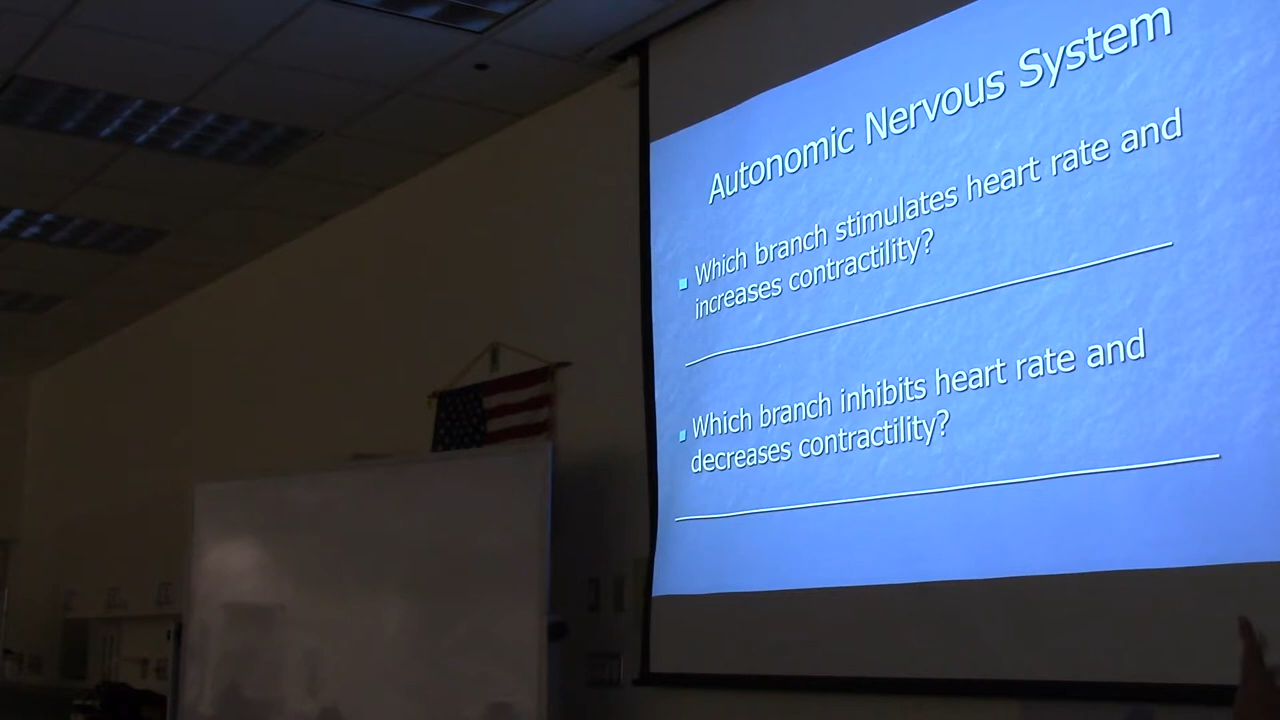 Autonomic Nervous System
Which branch stimulates heart rate and
increases contractility?
Which branch inhibits heart rate and
decreases contractility?